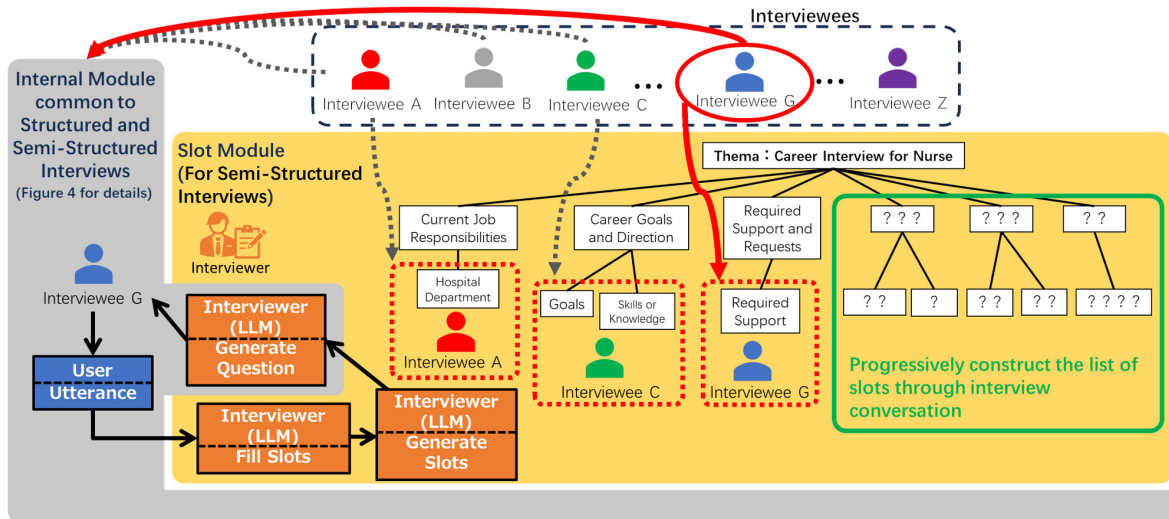 Interviewees
Interviewee A
Interviewee B
Interviewee C
•••
Interviewee G
•••
Interviewee Z
Internal Module
common to
Structured and
Semi-Structured
Interviews
(Figure 4 for details)
Slot Module
(For Semi-Structured
Interviews)
Interviewer
Thema：Career Interview for Nurse
Current Job
Responsibilities
Career Goals
and Direction
Required
Support and
Requests
? ? ?
? ? ?
? ?
Hospital
Department
Goals
Skills or
Knowledge
Required
Support
? ?
?
? ?
? ?
? ? ? ?
Interviewee A
Interviewee C
Interviewee G
Progressively construct the list of
slots through interview
conversation
Interviewee G
User
Utterance
Interviewer
(LLM)
Generate
Question
Interviewer
(LLM)
Fill Slots
Interviewer
(LLM)
Generate
Slots